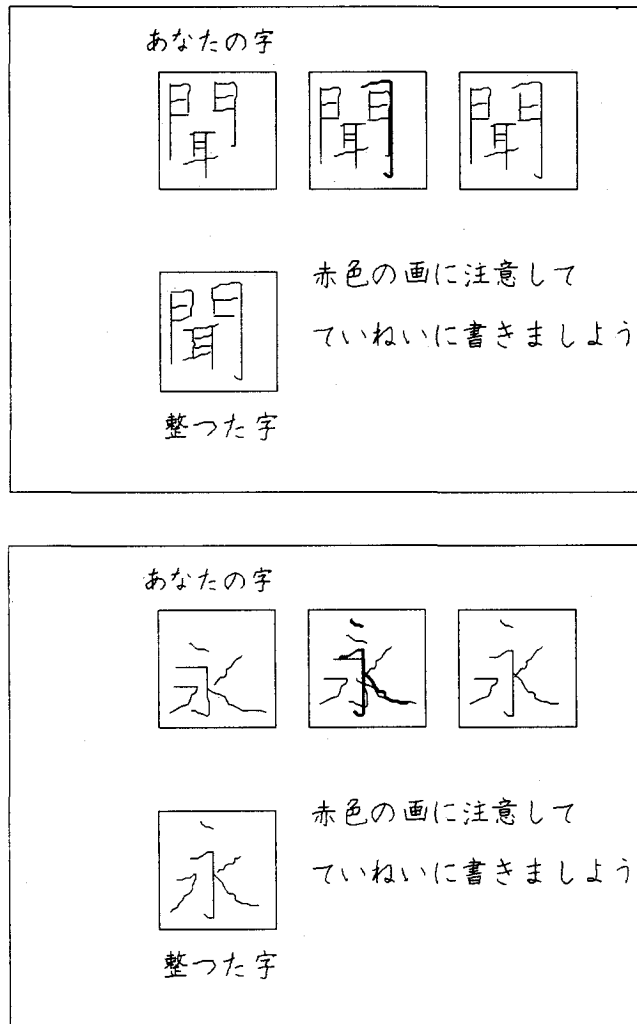 あなたの字
聞 聞 聞
聞
赤色の画に注意して
ていねいに書きましよう
整つた字
あなたの字
永 永 永
永
赤色の画に注意して
ていねいに書きましよう
整つた字